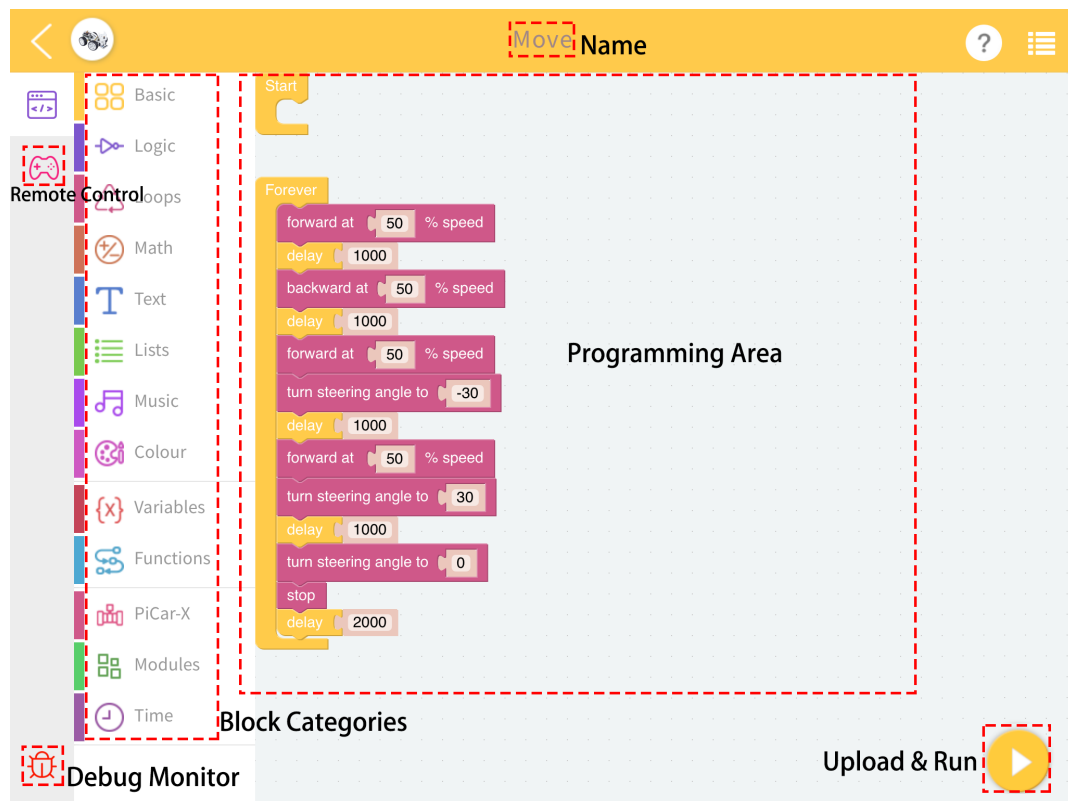 Move Name
?
Basic
Logic
Remote Control
Loops
Math
Text
Lists
Music
Colour
Variables
Functions
PiCar-X
Modules
Time
Start
Forever
forward at 50 % speed
delay 1000
backward at 50 % speed
delay 1000
forward at 50 % speed
turn steering angle to -30
delay 1000
forward at 50 % speed
turn steering angle to 30
delay 1000
turn steering angle to 0
stop
delay 2000
Programming Area
Block Categories
Debug Monitor
Upload & Run